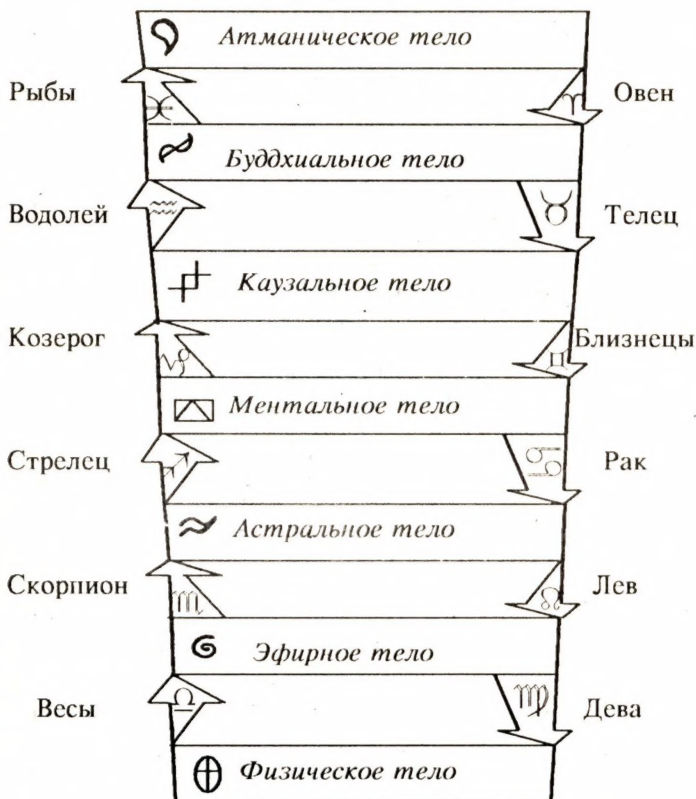 Атманическое тело
Рыбы Овен
Буддхиальное тело
Водолей Телец
Каузальное тело
Козерог Близнецы
Ментальное тело
Стрелец Рак
Астральное тело
Скорпион Лев
Эфирное тело
Весы Дева
Физическое тело